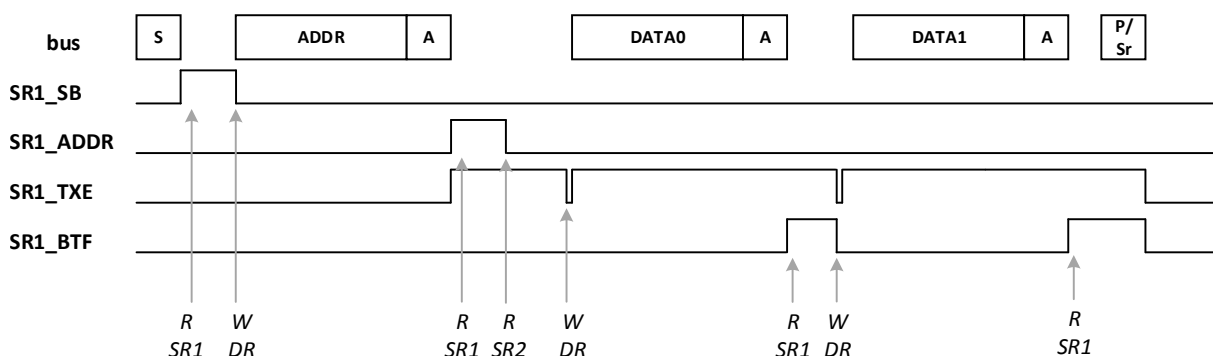 bus S ADDR A DATA0 A DATA1 A P/
Sr
SR1_SB
SR1_ADDR
SR1_TXE
SR1_BTF
R W R R W R W R
SR1 DR SR1 SR2 DR SR1 DR SR1